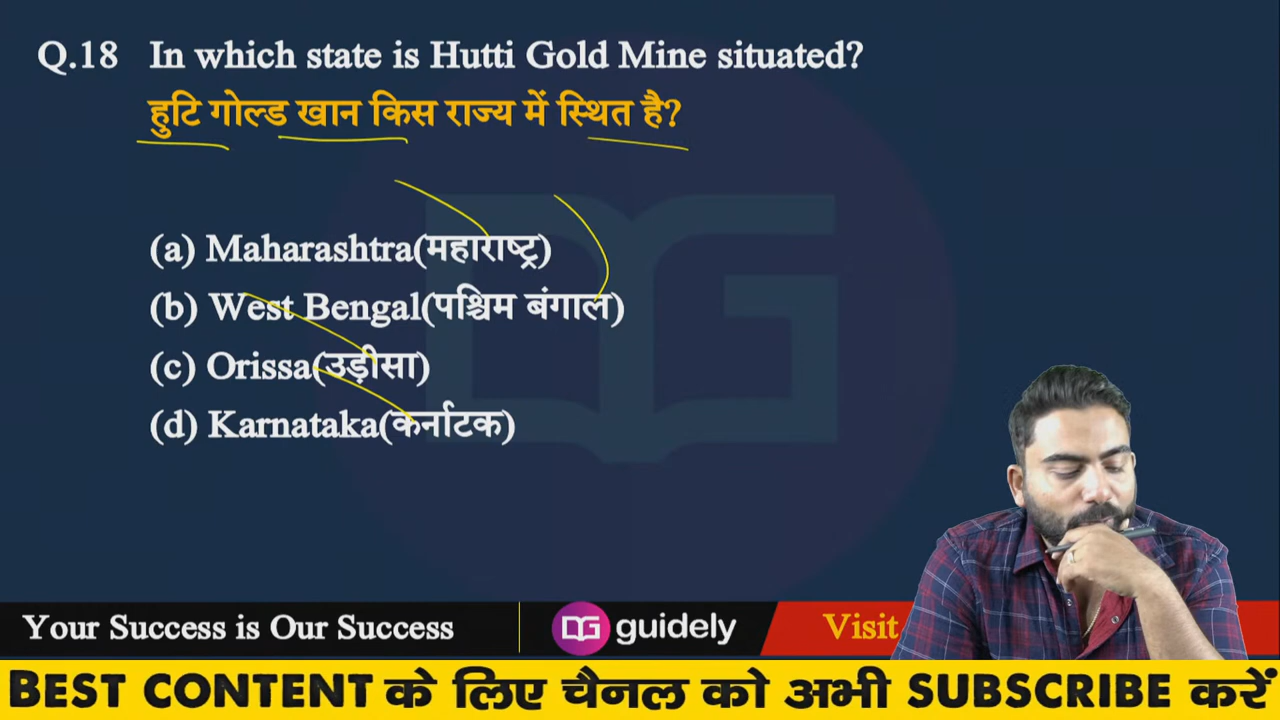 Q.18 In which state is Hutti Gold Mine situated?
हुटि गोल्ड खान किस राज्य में स्थित है?
(a) Maharashtra(महाराष्ट्र)
(b) West Bengal(पश्चिम बंगाल)
(c) Orissa(उड़ीसा)
(d) Karnataka(कर्नाटक)
Your Success is Our Success
DG guidely
Visit
BEST CONTENT के लिए चैनल को अभी SUBSCRIBE करें